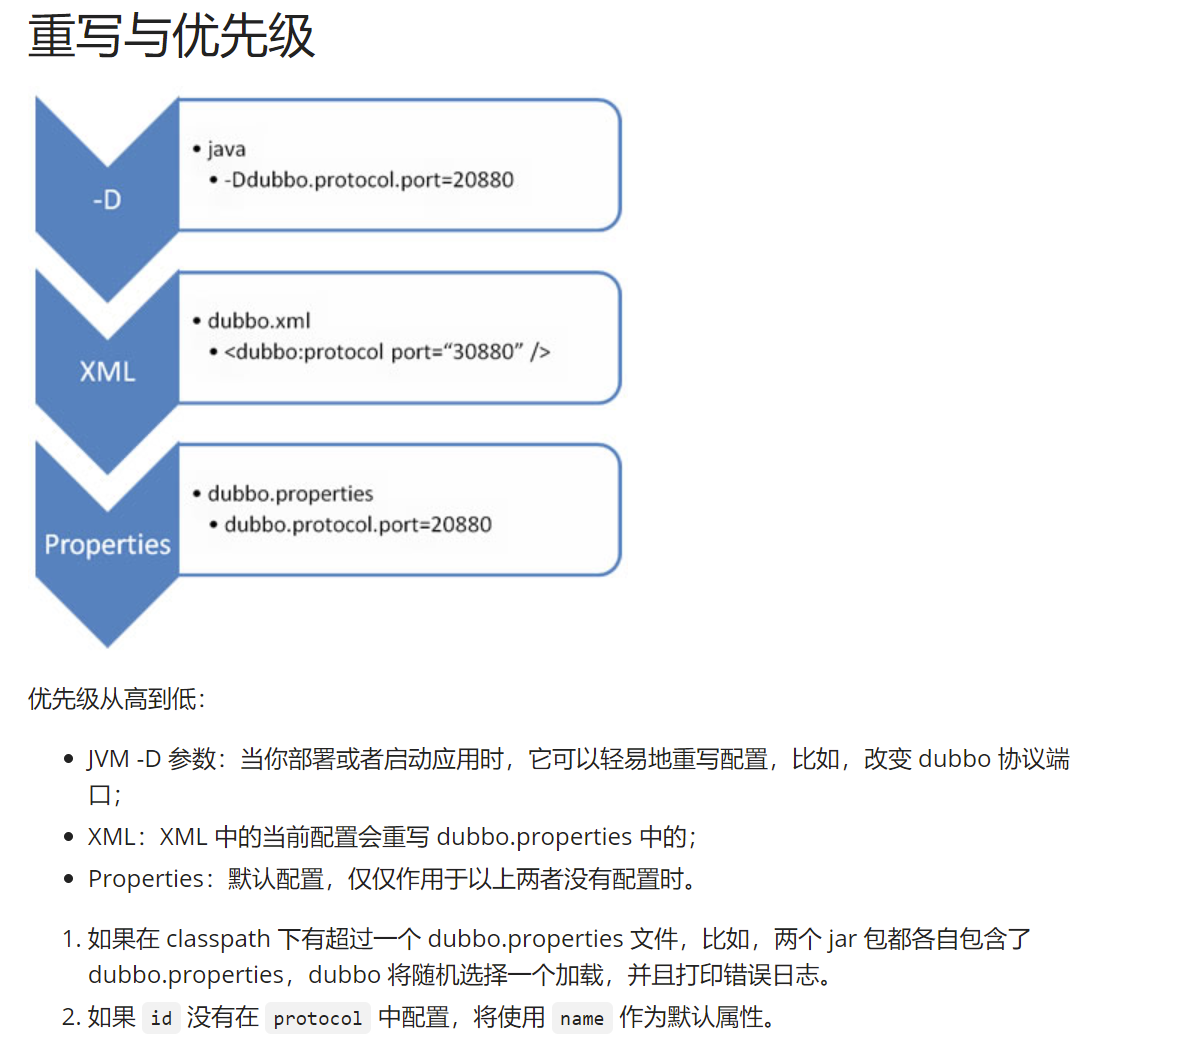 重写与优先级
-D
• java
• -Ddubbo.protocol.port=20880
XML
• dubbo.xml
• <dubbo:protocol port=“30880” />
Properties
• dubbo.properties
• dubbo.protocol.port=20880
优先级从高到低：
• JVM -D 参数：当你部署或者启动应用时，它可以轻易地重写配置，比如，改变 dubbo 协议端
口；
• XML：XML 中的当前配置会重写 dubbo.properties 中的；
• Properties：默认配置，仅仅作用于以上两者没有配置时。
1. 如果在 classpath 下有超过一个 dubbo.properties 文件，比如，两个 jar 包都各自包含了
dubbo.properties，dubbo 将随机选择一个加载，并且打印错误日志。
2. 如果 id 没有在 protocol 中配置，将使用 name 作为默认属性。